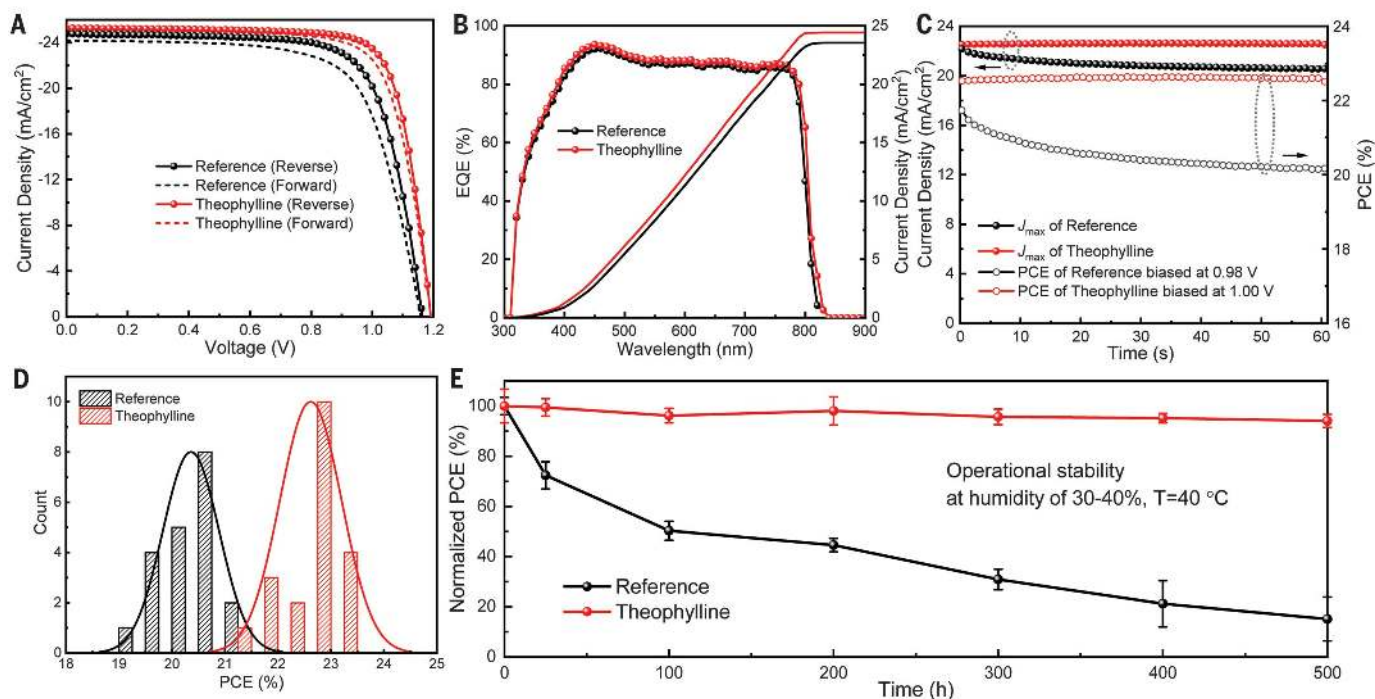 A
Current Density (mA/cm²)
-24
-20
-16
-12
-8
-4
0
Reference (Reverse)
Reference (Forward)
Theophylline (Reverse)
Theophylline (Forward)
0.0 0.2 0.4 0.6 0.8 1.0 1.2
Voltage (V)
B
EQE (%)
100
80
60
40
20
0
Reference
Theophylline
25
20
15
10
5
0
Current Density (mA/cm²)
300 400 500 600 700 800 900
Wavelength (nm)
C
Current Density (mA/cm²)
24
20
16
12
8
4
0
Jmax of Reference
Jmax of Theophylline
PCE of Reference biased at 0.98 V
PCE of Theophylline biased at 1.00 V
24
22
20
18
16
PCE (%)
0 10 20 30 40 50 60
Time (s)
D
Count
10
8
6
4
2
0
Reference
Theophylline
18 19 20 21 22 23 24 25
PCE (%)
E
Normalized PCE (%)
100
80
60
40
20
0
Operational stability
at humidity of 30-40%, T=40 °C
Reference
Theophylline
0 100 200 300 400 500
Time (h)